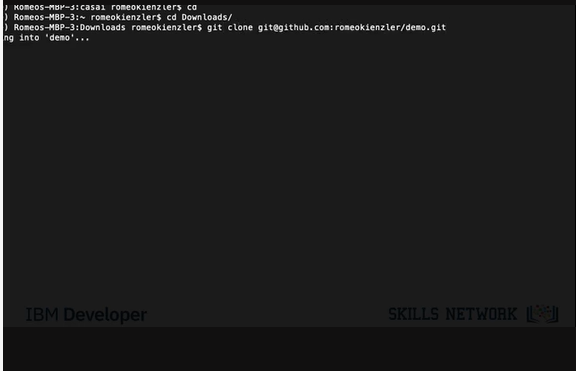 ) Romeos-MBP-3:casa1 romeokienzler$ cd
) Romeos-MBP-3:~ romeokienzler$ cd Downloads/
) Romeos-MBP-3:Downloads romeokienzler$ git clone git@github.com:romeokienzler/demo.git
ng into 'demo'...
IBM Developer
SKILLS NETWORK